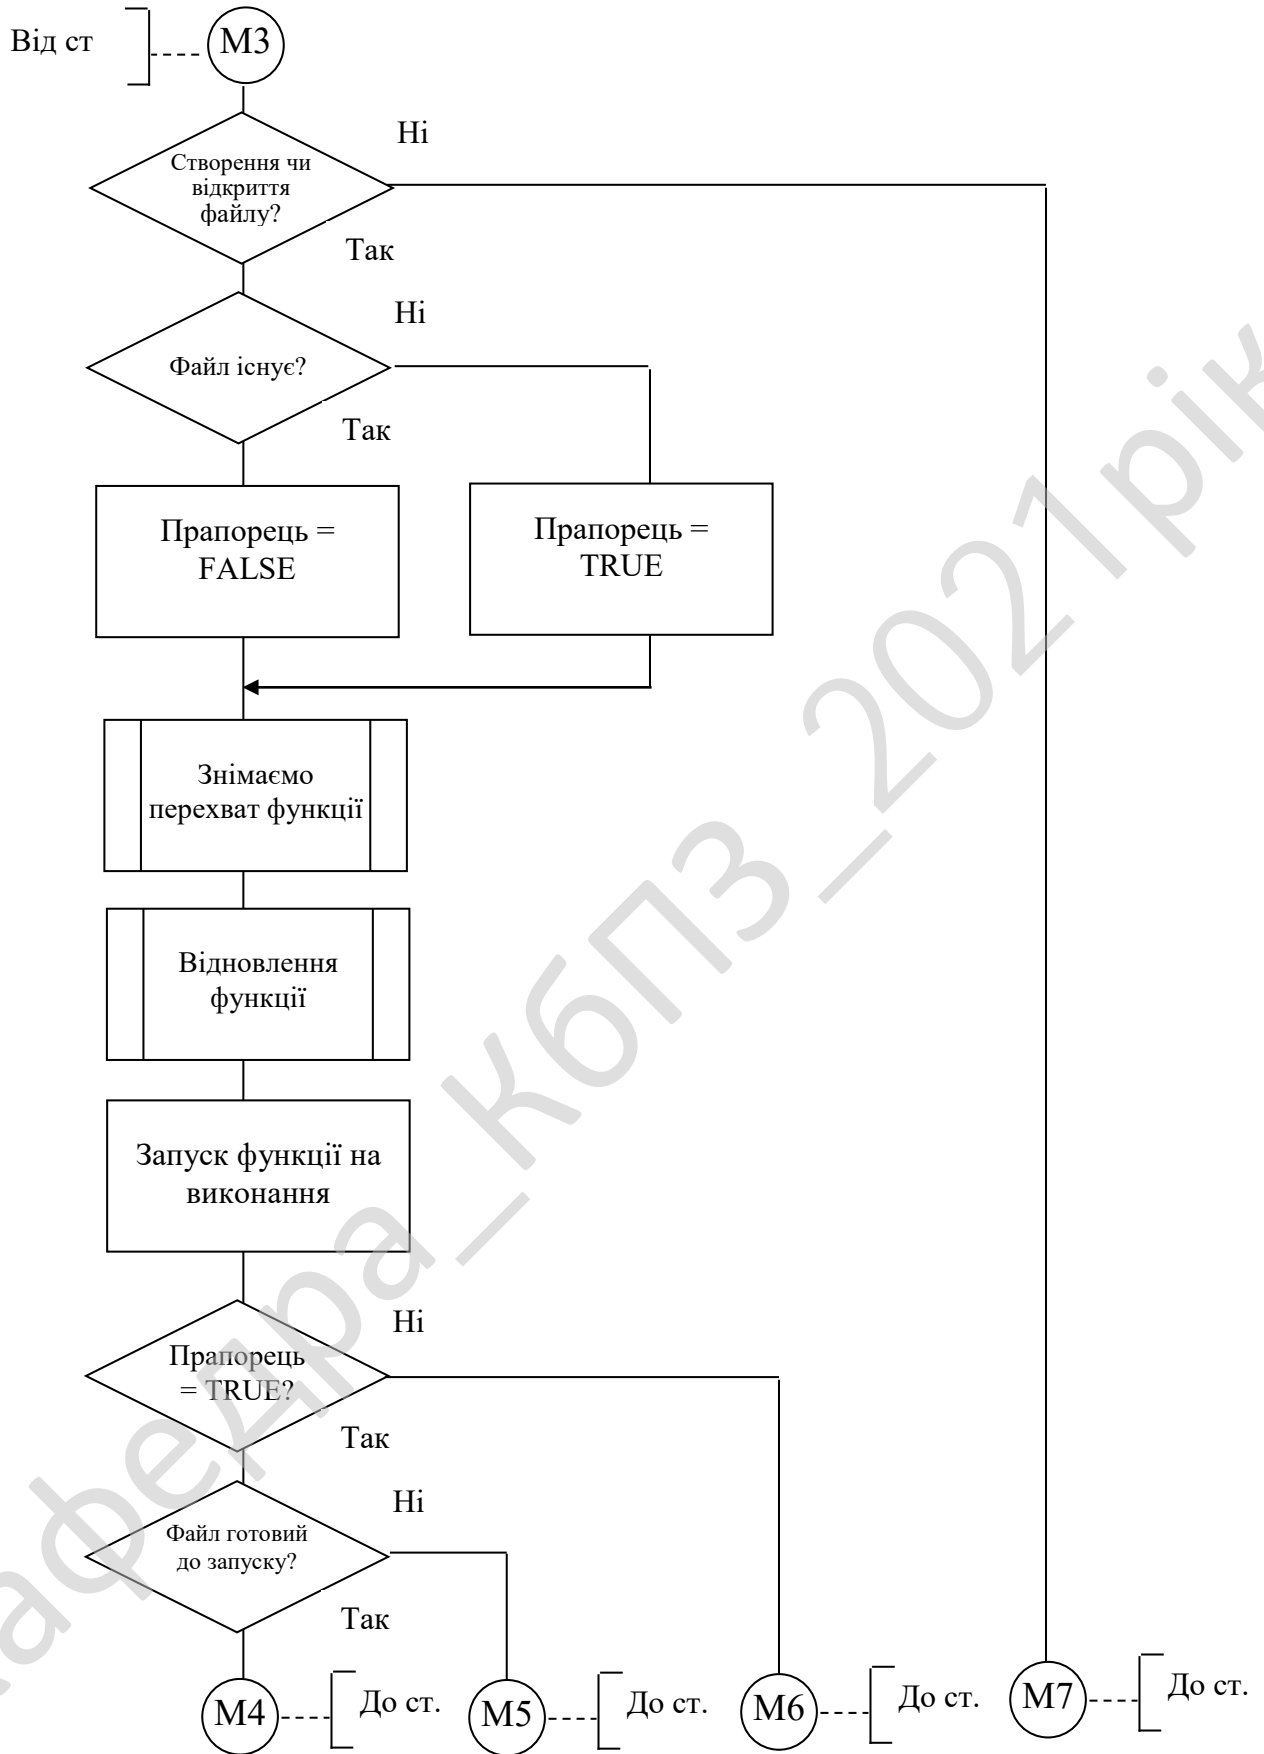 Від ст
М3
Ні
Створення чи
відкриття
файлу?
Так
Ні
Файл існує?
Так
Прапорець =
FALSE
Прапорець =
TRUE
Знімаємо
перехват функції
Відновлення
функції
Запуск функції на
виконання
Ні
Прапорець
= TRUE?
Так
Ні
Файл готовий
до запуску?
Так
М4
До ст.
М5
До ст.
М6
До ст.
М7
До ст.
афедра_КбПЗ_2021рік